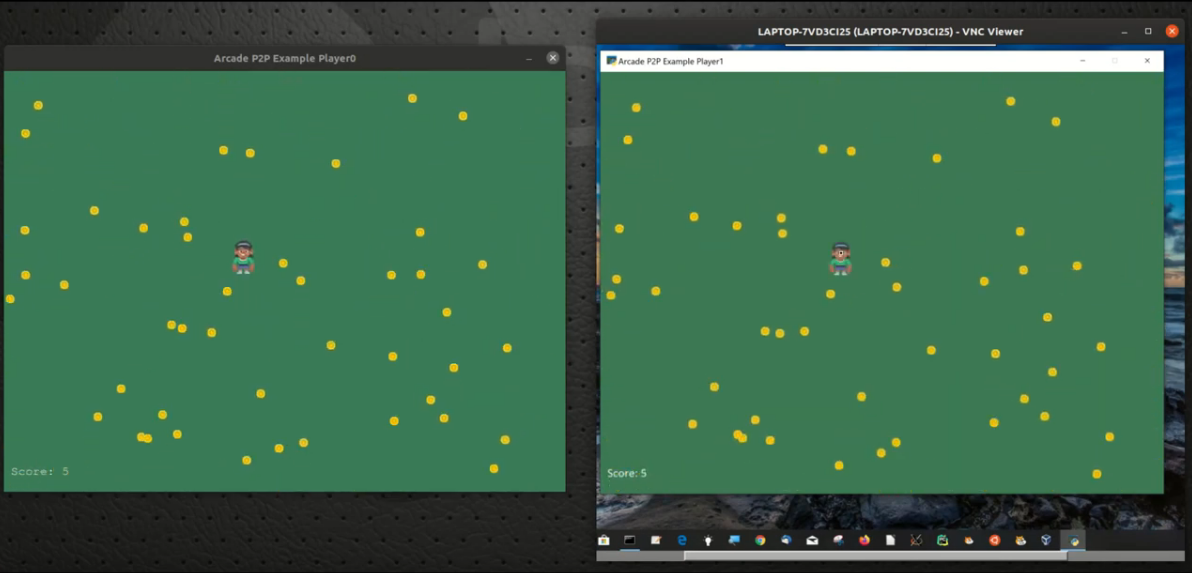 LAPTOP-7VD3CI25 (LAPTOP-7VD3CI25) - VNC Viewer
Arcade P2P Example Player0
Arcade P2P Example Player1
Score: 5
Score: 5